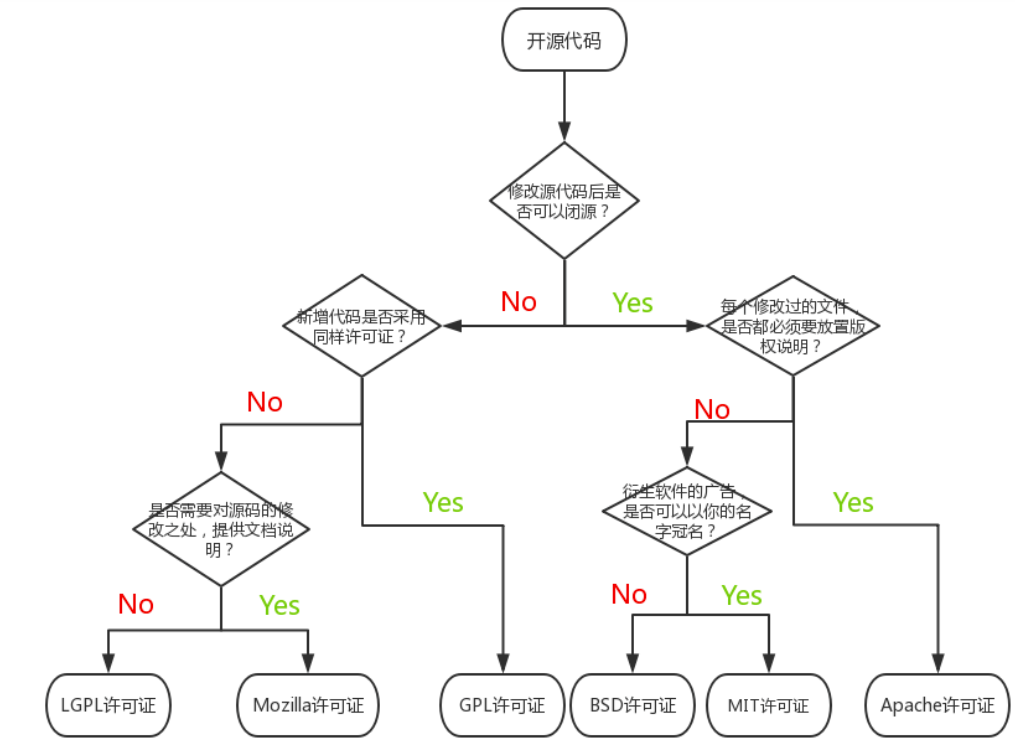 开源代码
修改源代码后是
否可以闭源？
No
Yes
新增代码是否采用
同样许可证？
每个修改过的文件，
是否都必须要放置版
权说明？
No
No
是否需要对源码的修
改之处，提供文档说
明？
Yes
衍生软件的广告，
是否可以以你的名
字冠名？
Yes
No
Yes
No
Yes
LGPL许可证
Mozilla许可证
GPL许可证
BSD许可证
MIT许可证
Apache许可证